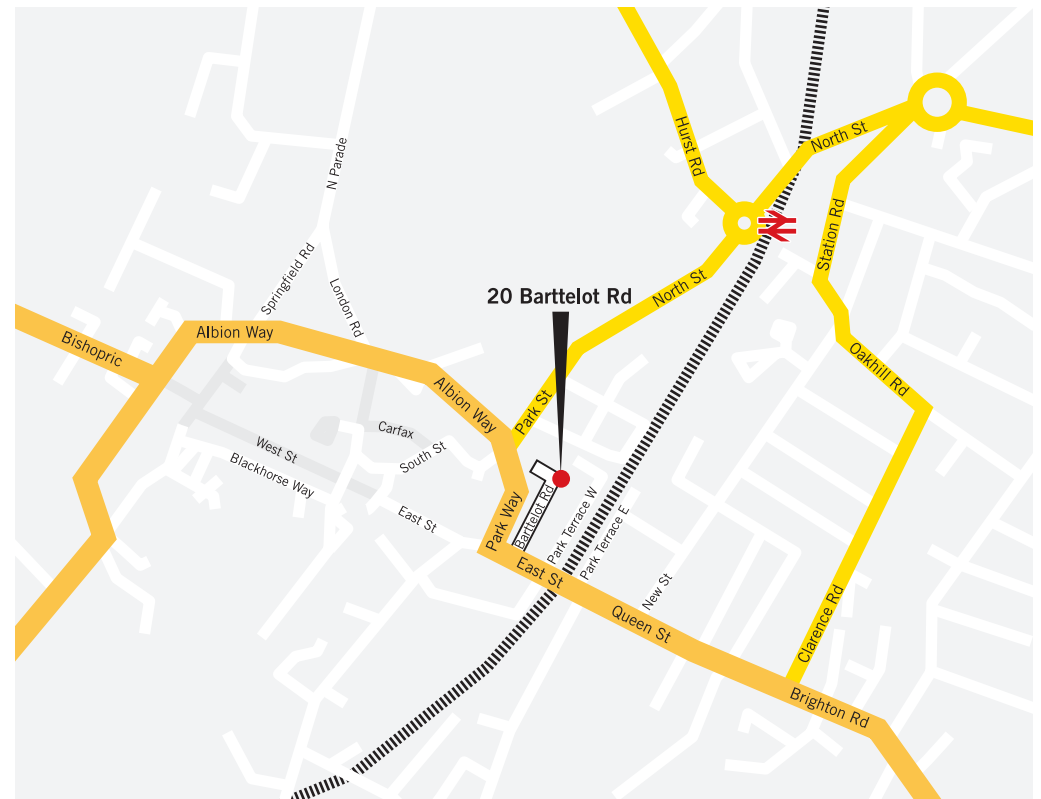 Hurst Rd
North St
N Parade
Station Rd
Springfield Rd
North St
20 Barttelot Rd
London Rd
Albion Way
Bishopric
Oakhill Rd
Albion Way
Park St
Carfax
West St
South St
Blackhorse Way
Barttelot Rd
Park Terrace W
Park Way
East St
Park Terrace E
East St
New St
Queen St
Clarence Rd
Brighton Rd